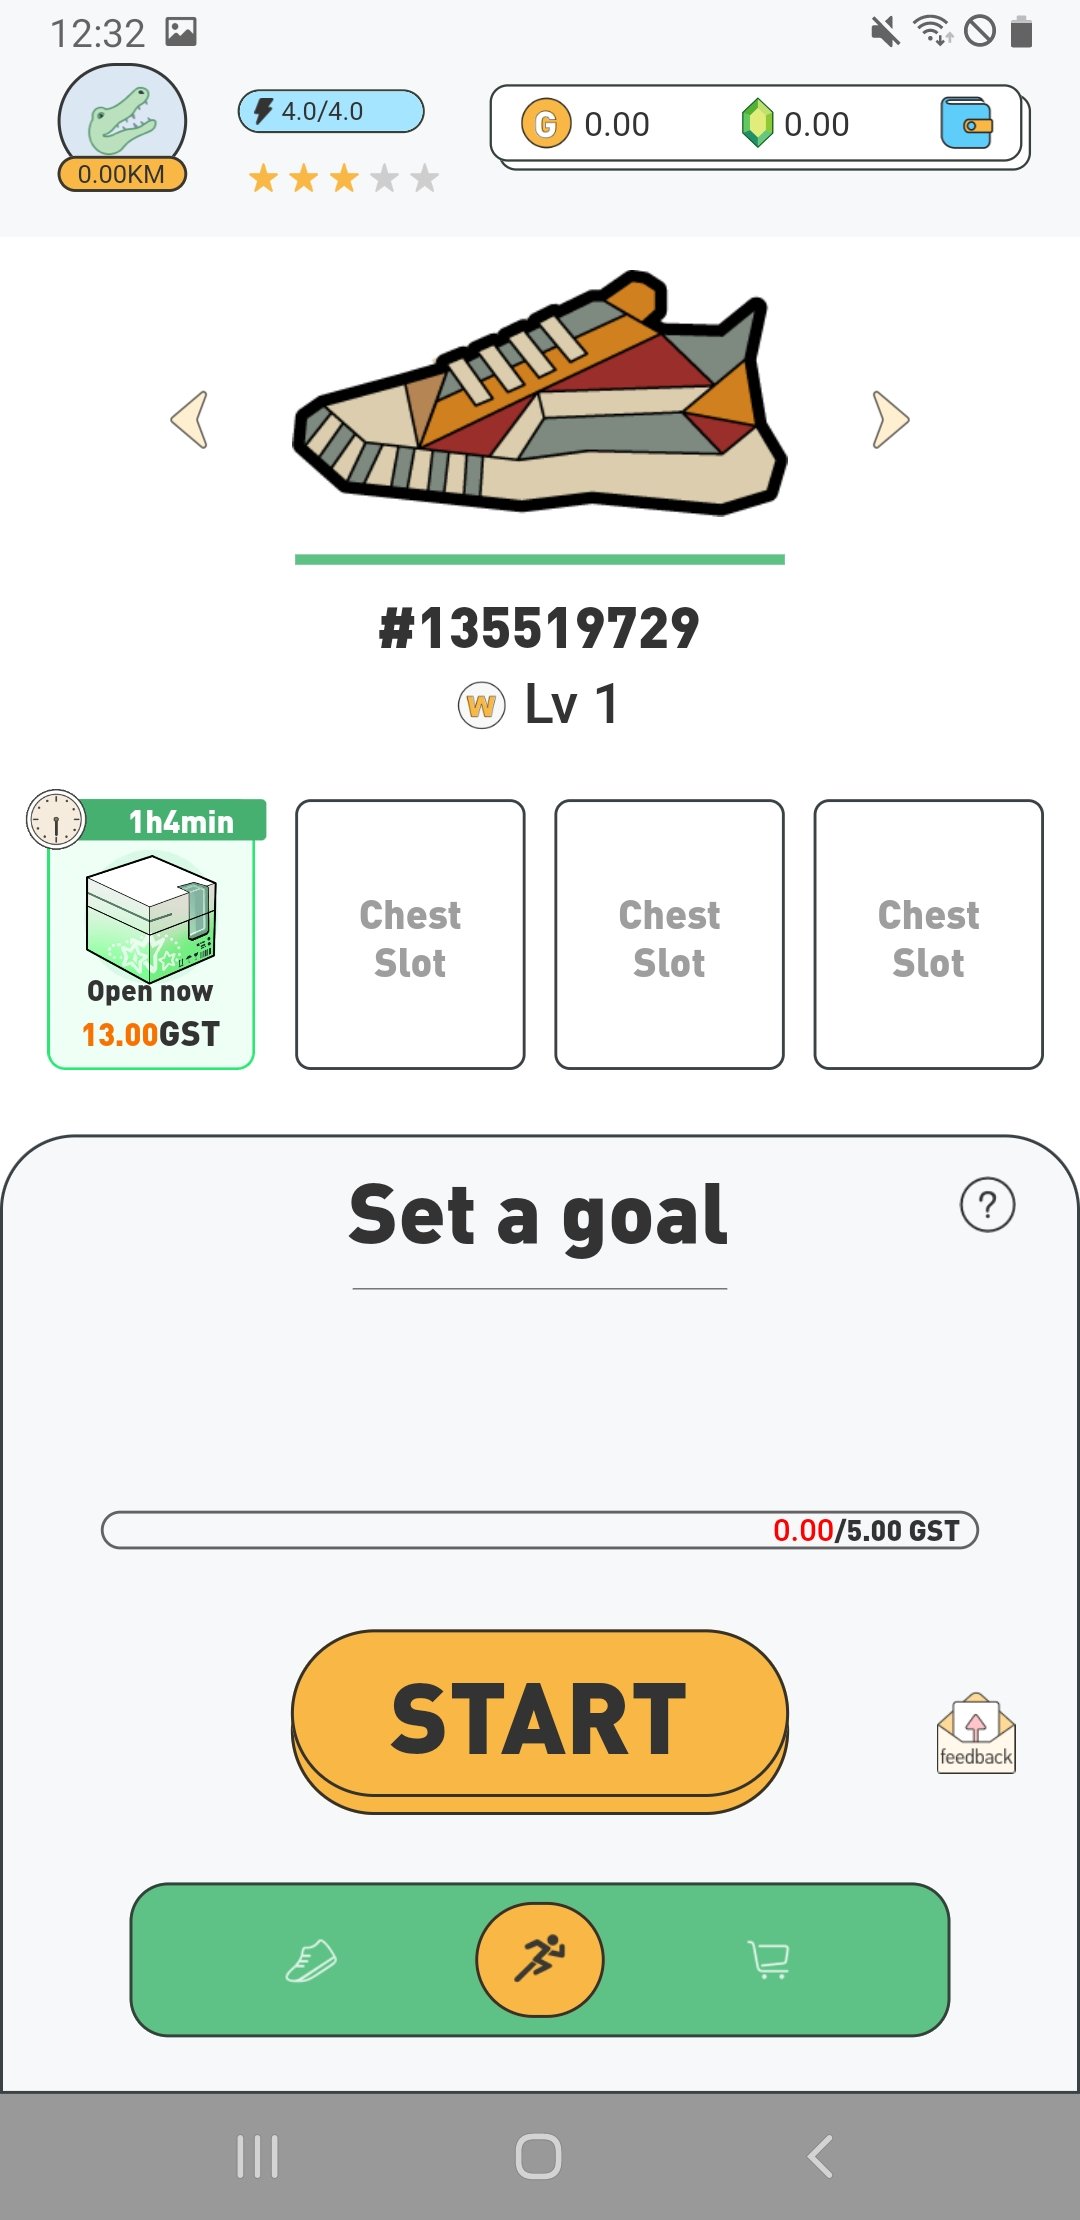 12:32
4.0/4.0
G 0.00 0.00
0.00KM
#135519729
W Lv 1
1h4min
Open now
13.00GST
Chest
Slot
Chest
Slot
Chest
Slot
Set a goal
?
0.00/5.00 GST
START
feedback